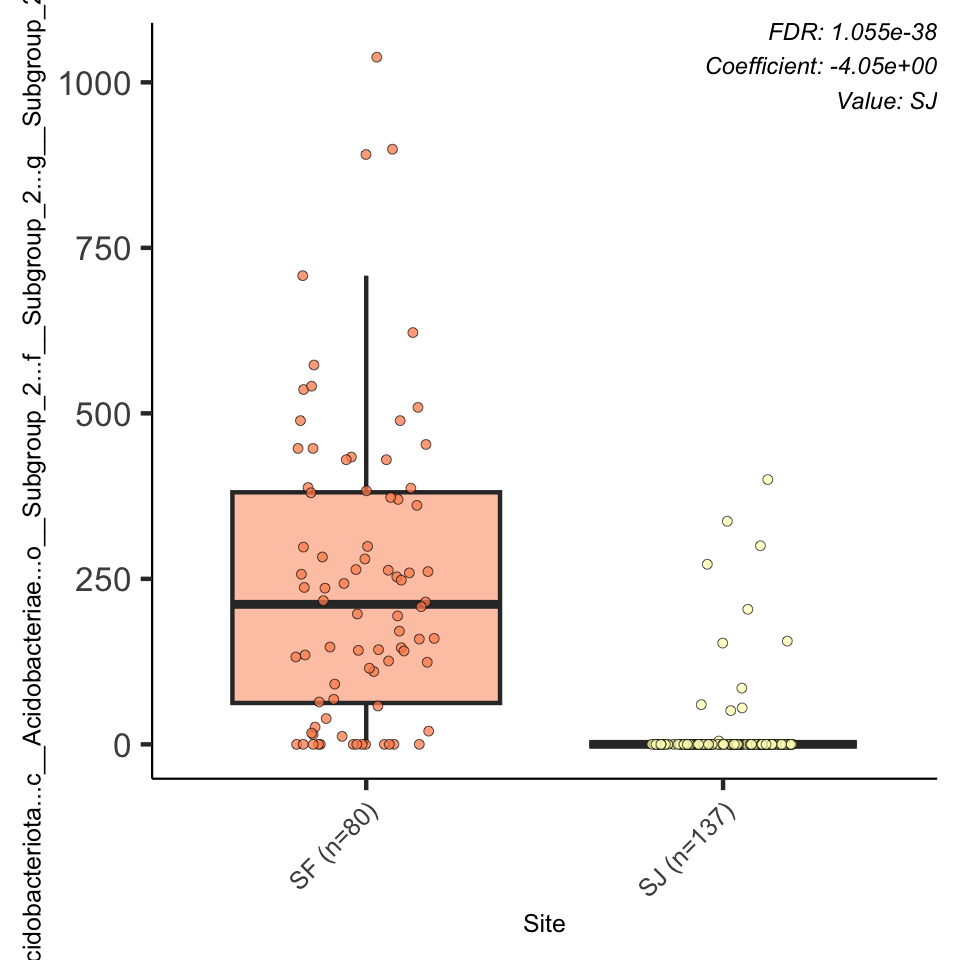 FDR: 1.055e-38
Coefficient: -4.05e+00
Value: SJ
cidobacteriota...c__Acidobacteriae...o__Subgroup_2...f__Subgroup_2...g__Subgroup_2
1000
750
500
250
0
SF (n=80)
SJ (n=137)
Site